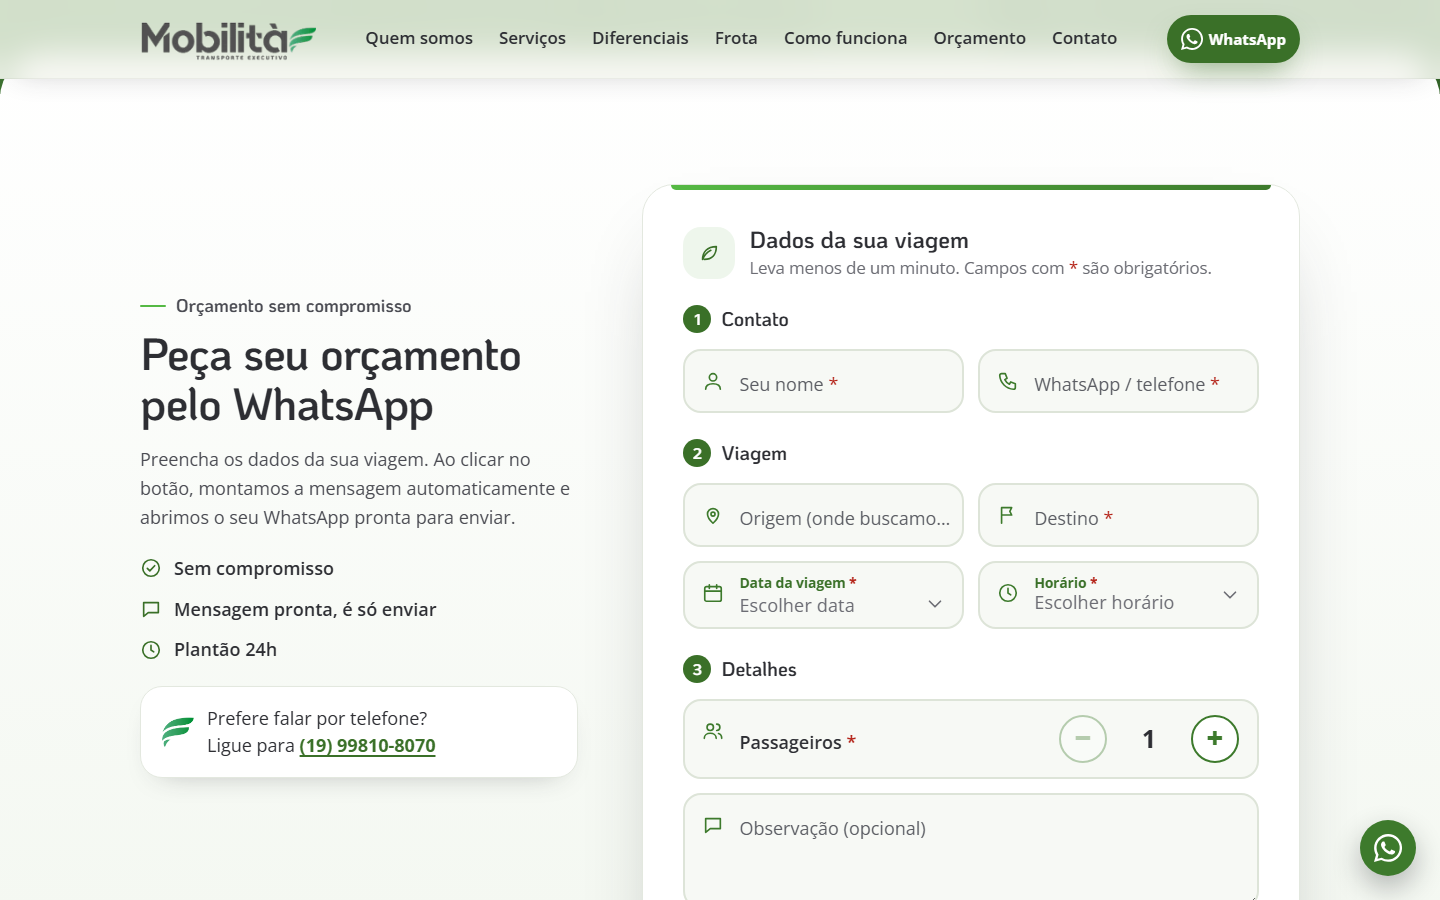 Mobilità
TRANSPORTE EXECUTIVO
Quem somos
Serviços
Diferenciais
Frota
Como funciona
Orçamento
Contato
WhatsApp
Orçamento sem compromisso
Peça seu orçamento
pelo WhatsApp
Preencha os dados da sua viagem. Ao clicar no
botão, montamos a mensagem automaticamente e
abrimos o seu WhatsApp pronta para enviar.
Sem compromisso
Mensagem pronta, é só enviar
Plantão 24h
Prefere falar por telefone?
Ligue para (19) 99810-8070
Dados da sua viagem
Leva menos de um minuto. Campos com * são obrigatórios.
1 Contato
Seu nome *
WhatsApp / telefone *
2 Viagem
Origem (onde buscamo...
Destino *
Data da viagem *
Escolher data
Horário *
Escolher horário
3 Detalhes
Passageiros *
− 1 +
Observação (opcional)